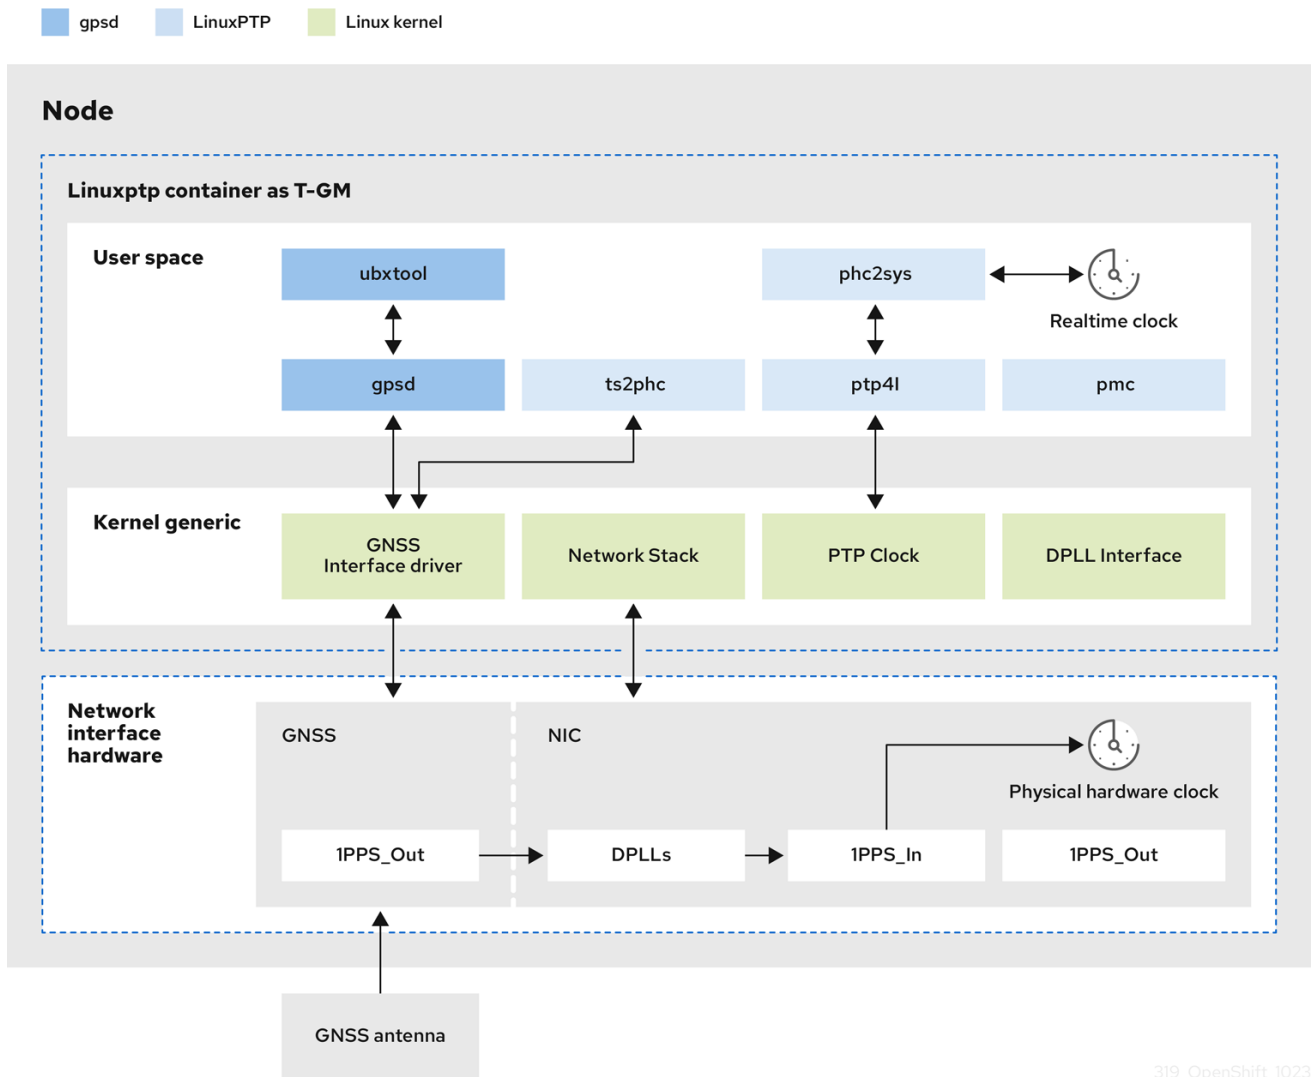 gpsd
LinuxPTP
Linux kernel
Node
Linuxptp container as T-GM
User space
ubxtool
phc2sys
Realtime clock
gpsd
ts2phc
ptp4l
pmc
Kernel generic
GNSS
Interface driver
Network Stack
PTP Clock
DPLL Interface
Network
interface
hardware
GNSS
NIC
Physical hardware clock
1PPS_Out
DPLLs
1PPS_In
1PPS_Out
GNSS antenna
319_OpenShift_1023